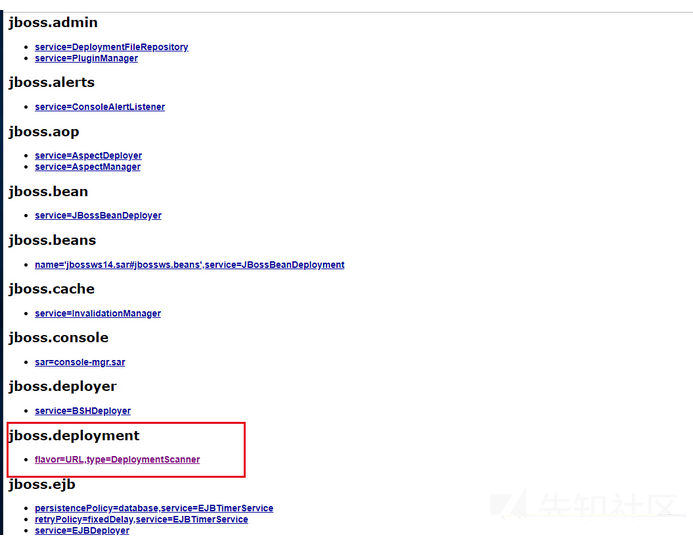 jboss.admin
service=DeploymentFileRepository
service=PluginManager
jboss.alerts
service=ConsoleAlertListener
jboss.aop
service=AspectDeployer
service=AspectManager
jboss.bean
service=JBossBeanDeployer
jboss.beans
name='jbossws14.sar#jbossws.beans',service=JBossBeanDeployment
jboss.cache
service=InvalidationManager
jboss.console
sar=console-mgr.sar
jboss.deployer
service=BSHDeployer
jboss.deployment
flavor=URL,type=DeploymentScanner
jboss.ejb
persistencePolicy=database,service=EJBTimerService
retryPolicy=fixedDelay,service=EJBTimerService
service=EJBDeployer
先知社区